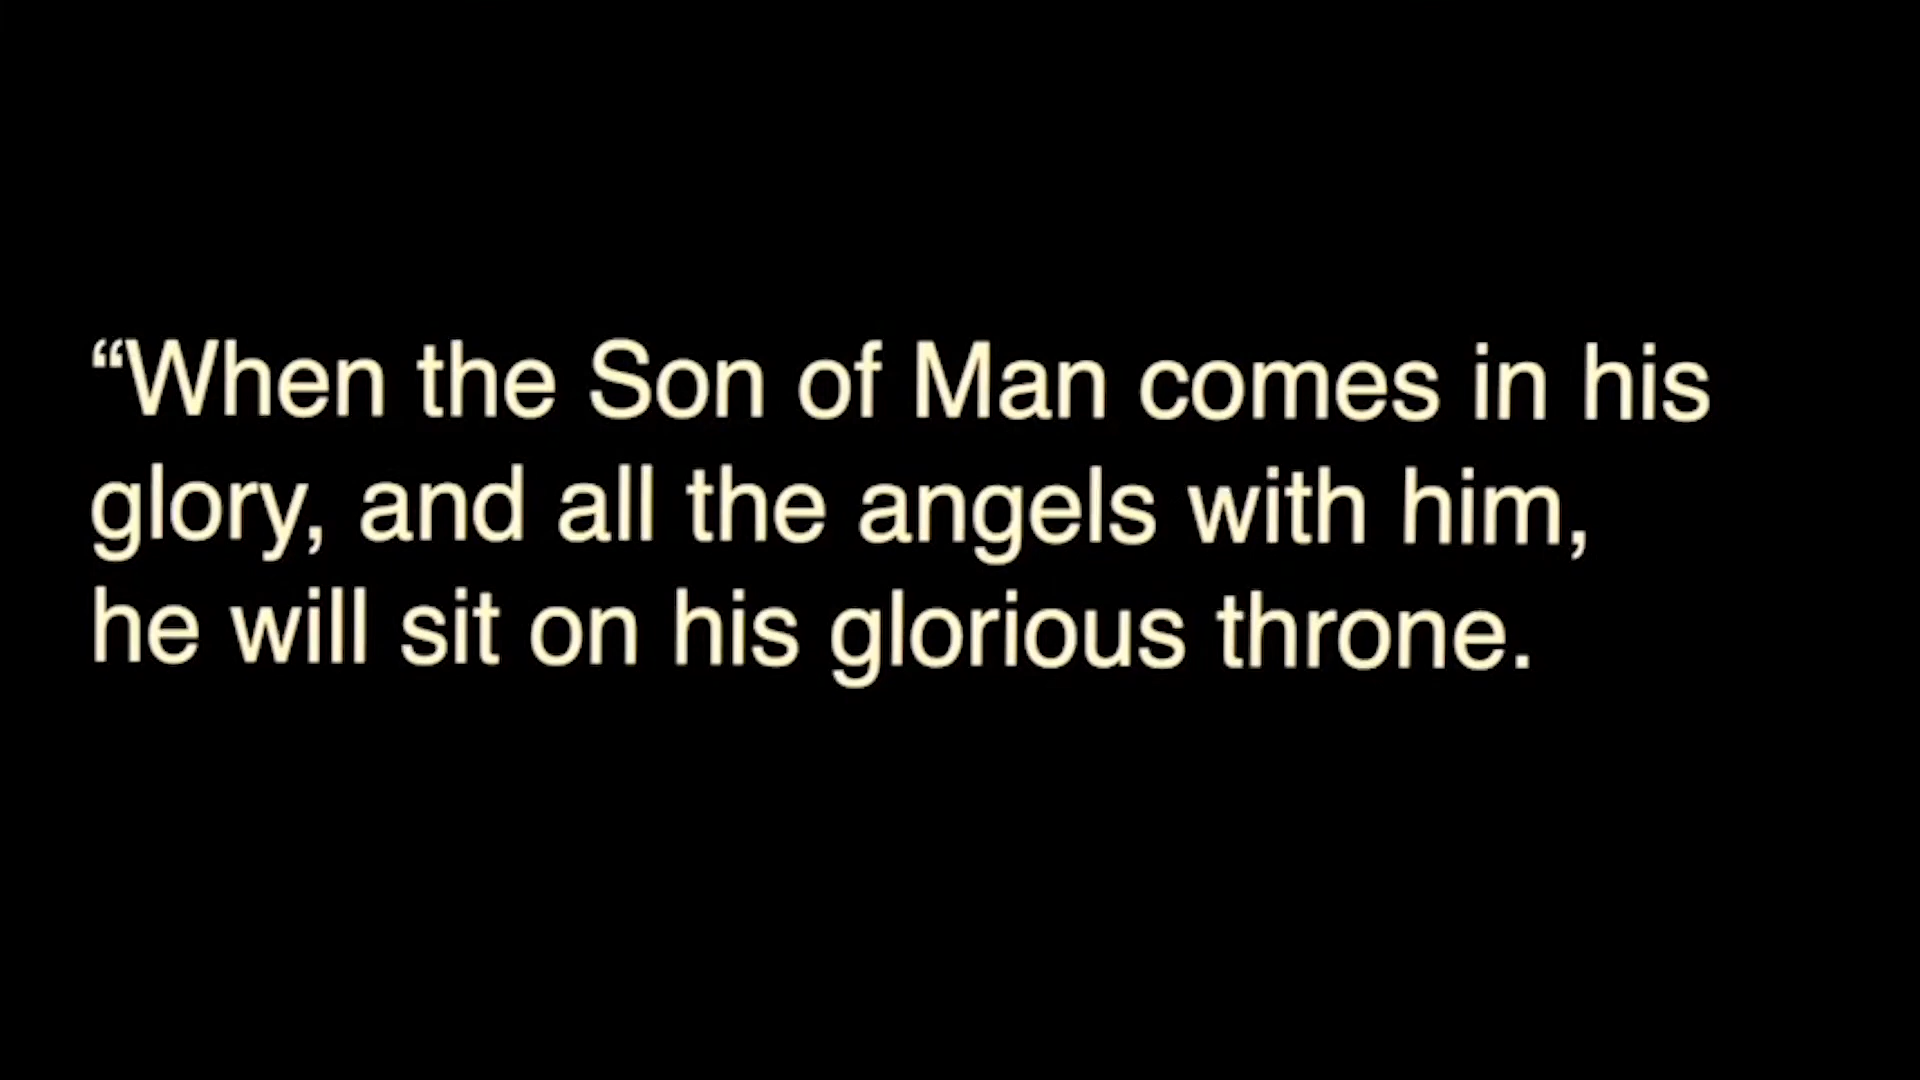 “When the Son of Man comes in his
glory, and all the angels with him,
he will sit on his glorious throne.